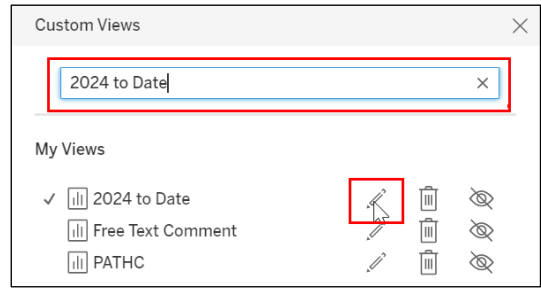 Custom Views
2024 to Date
My Views
2024 to Date
Free Text Comment
PATHC